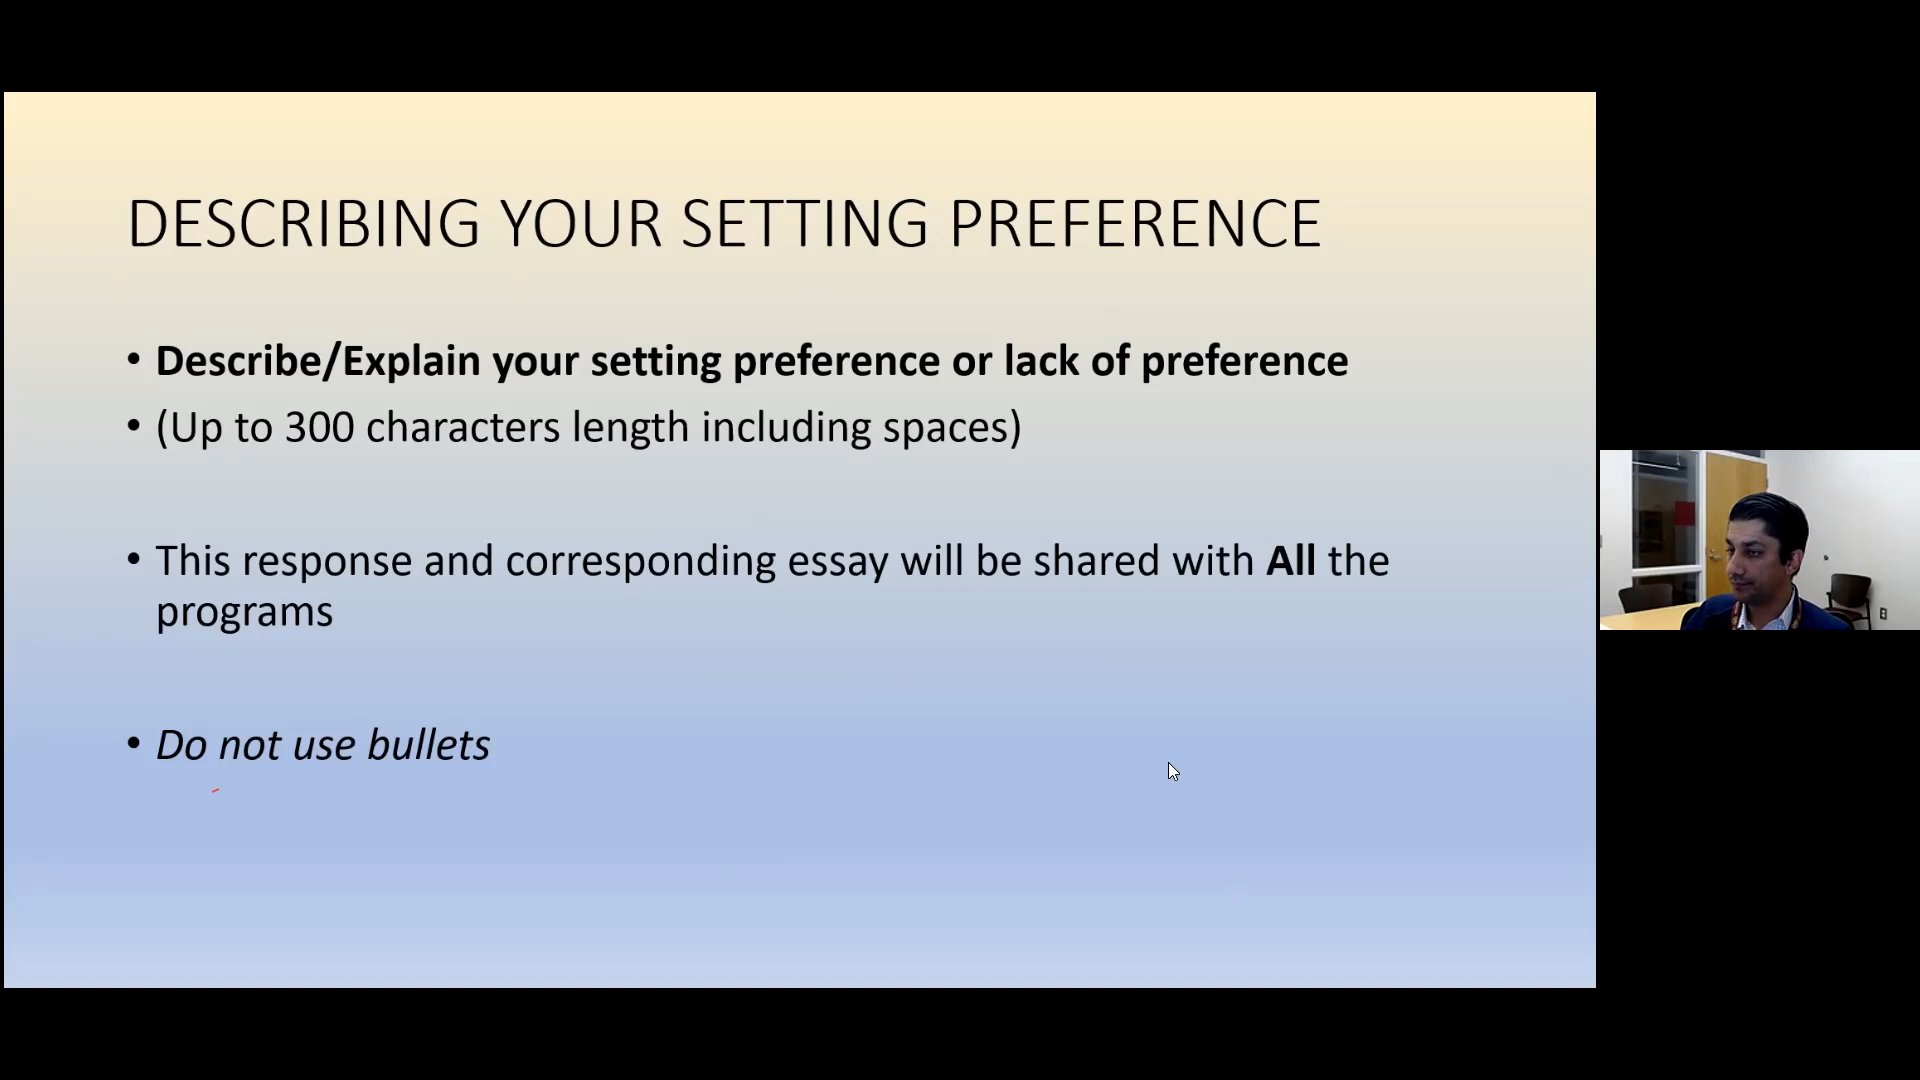 DESCRIBING YOUR SETTING PREFERENCE
• Describe/Explain your setting preference or lack of preference
• (Up to 300 characters length including spaces)
• This response and corresponding essay will be shared with All the
programs
• Do not use bullets